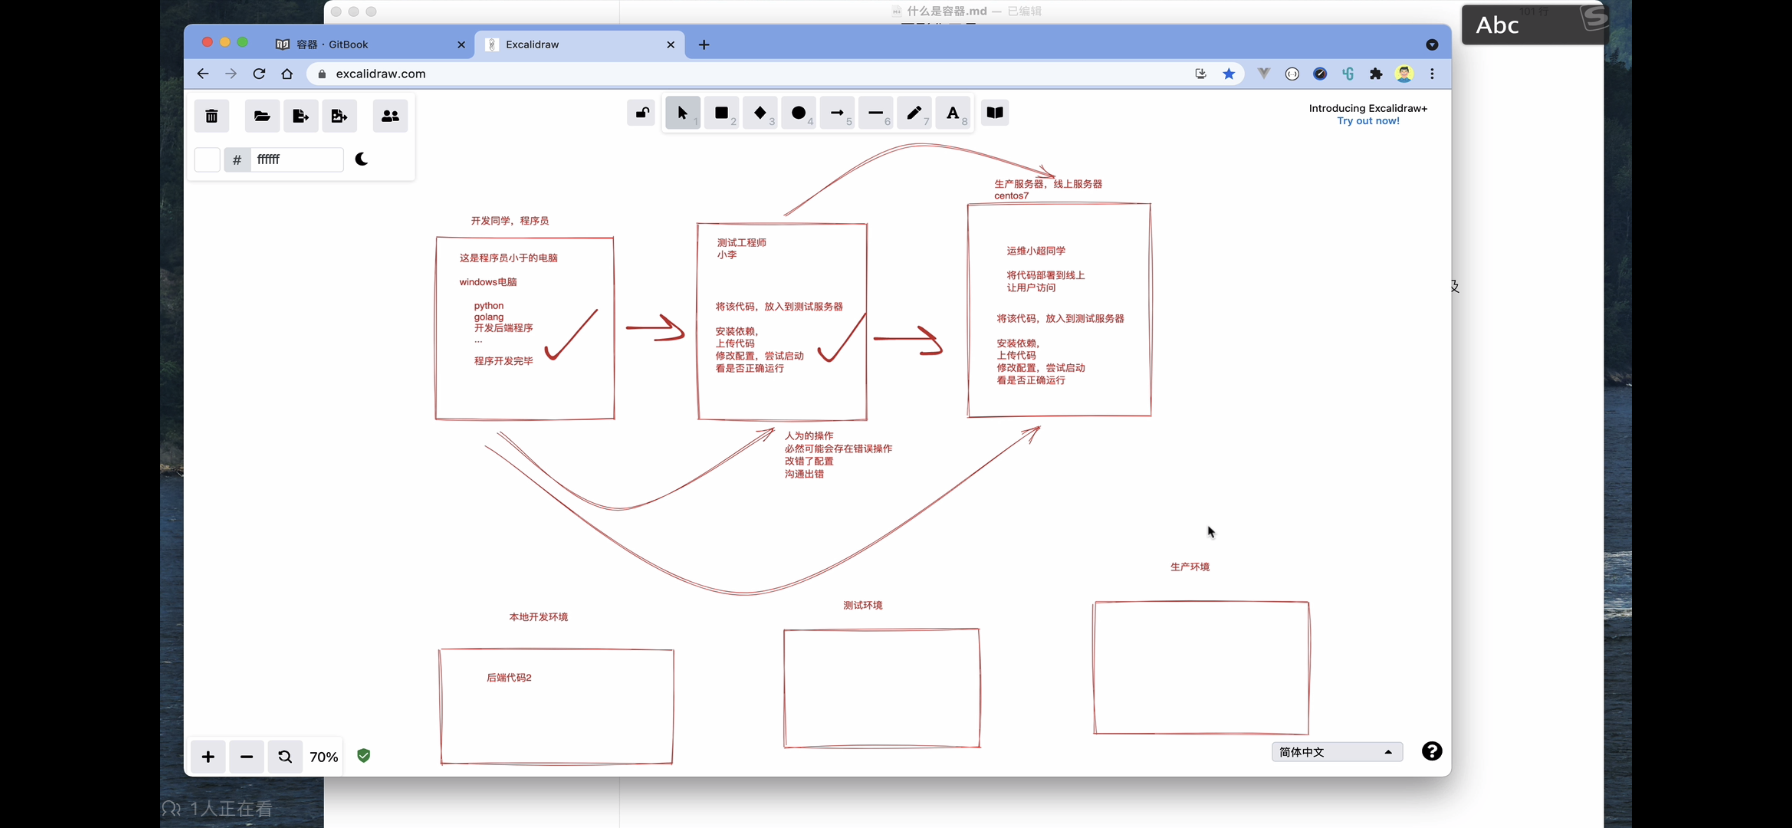 什么是容器.md — 已编辑
Abc
容器 · GitBook
Excalidraw
excalidraw.com
1
2
3
4
5
6
7
A
8
Introducing Excalidraw+
Try out now!
#
ffffff
生产服务器，线上服务器
centos7
开发同学，程序员
这是程序员小于的电脑
windows电脑
python
golang
开发后端程序
...
程序开发完毕
测试工程师
小李
将该代码，放入到测试服务器
安装依赖，
上传代码
修改配置，尝试启动
看是否正确运行
运维小超同学
将代码部署到线上
让用户访问
将该代码，放入到测试服务器
安装依赖，
上传代码
修改配置，尝试启动
看是否正确运行
人为的操作
必然可能会存在错误操作
改错了配置
沟通出错
及
生产环境
测试环境
本地开发环境
后端代码2
70%
简体中文
1人正在看